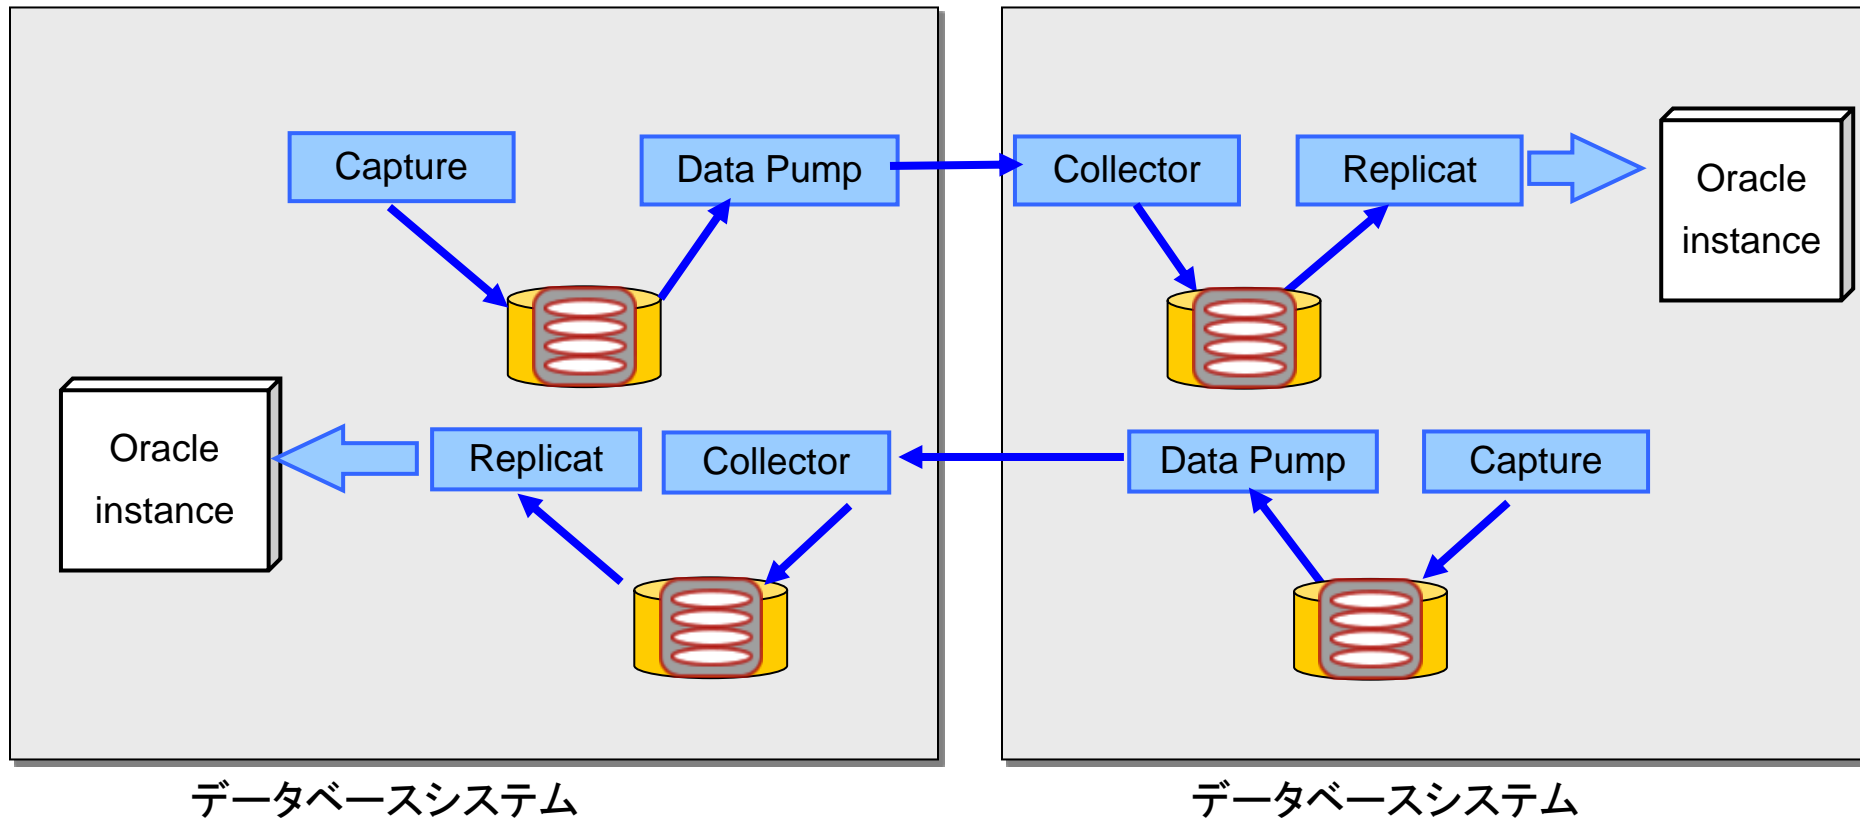 Capture
Data Pump
Collector
Replicat
Oracle
instance
Oracle
instance
Replicat
Collector
Data Pump
Capture
データベースシステム
データベースシステム